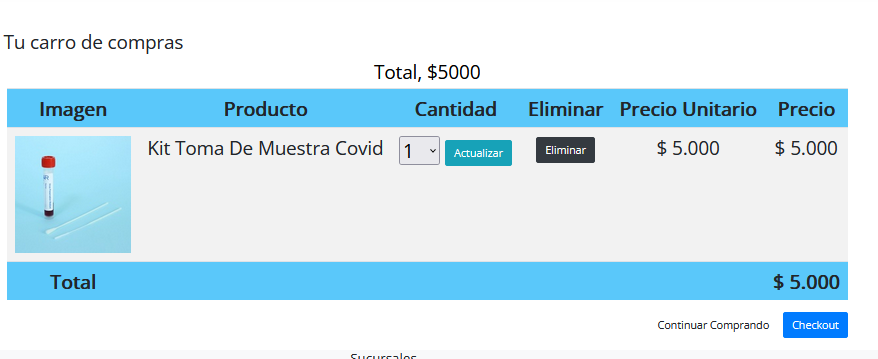 Tu carro de compras
Total, $5000
Imagen Producto Cantidad Eliminar Precio Unitario Precio
Kit Toma De Muestra Covid 1 Actualizar Eliminar $ 5.000 $ 5.000
Total $ 5.000
Continuar Comprando Checkout
Sucursales